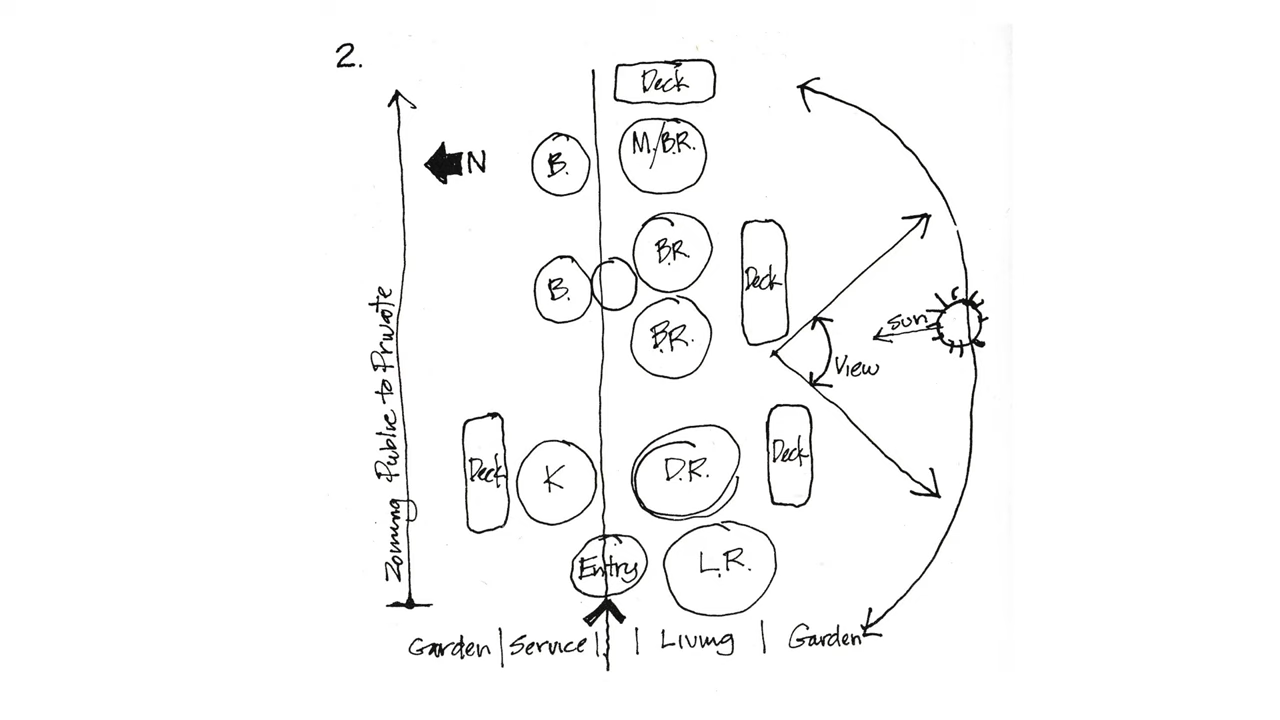 2.
Deck
N
B.
M/B.R.
B.R
B.
Deck
B.R.
Sun
View
Zoning Public to Private
Deck
K
D.R.
Deck
Entry
L.R.
Garden | Service | | Living | Garden